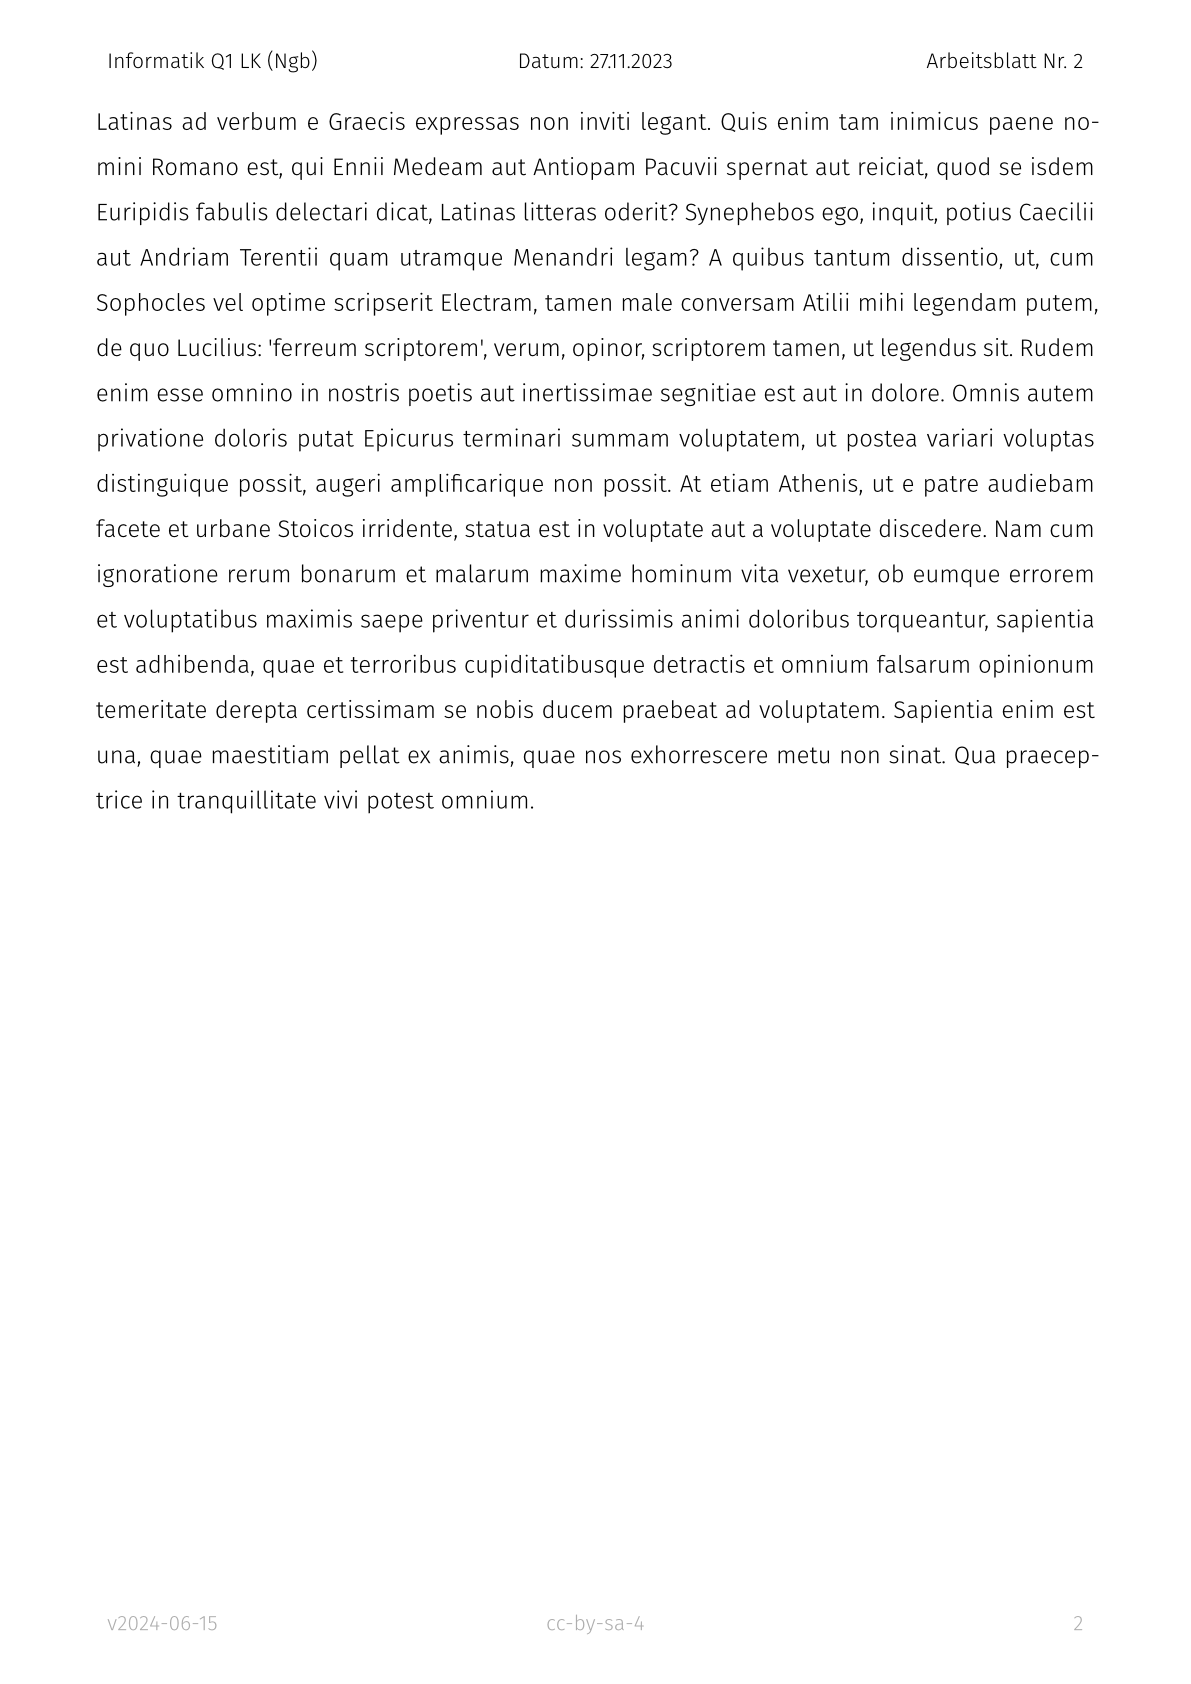 Informatik Q1 LK (Ngb) Datum: 27.11.2023 Arbeitsblatt Nr. 2
Latinas ad verbum e Graecis expressas non inviti legant. Quis enim tam inimicus paene no-
mini Romano est, qui Ennii Medeam aut Antiopam Pacuvii spernat aut reiciat, quod se isdem
Euripidis fabulis delectari dicat, Latinas litteras oderit? Synephebos ego, inquit, potius Caecilii
aut Andriam Terentii quam utramque Menandri legam? A quibus tantum dissentio, ut, cum
Sophocles vel optime scripserit Electram, tamen male conversam Atilii mihi legendam putem,
de quo Lucilius: 'ferreum scriptorem', verum, opinor, scriptorem tamen, ut legendus sit. Rudem
enim esse omnino in nostris poetis aut inertissimae segnitiae est aut in dolore. Omnis autem
privatione doloris putat Epicurus terminari summam voluptatem, ut postea variari voluptas
distinguique possit, augeri amplificarique non possit. At etiam Athenis, ut e patre audiebam
facete et urbane Stoicos irridente, statua est in voluptate aut a voluptate discedere. Nam cum
ignoratione rerum bonarum et malarum maxime hominum vita vexetur, ob eumque errorem
et voluptatibus maximis saepe priventur et durissimis animi doloribus torqueantur, sapientia
est adhibenda, quae et terroribus cupiditatibusque detractis et omnium falsarum opinionum
temeritate derepta certissimam se nobis ducem praebeat ad voluptatem. Sapientia enim est
una, quae maestitiam pellat ex animis, quae nos exhorrescere metu non sinat. Qua praecep-
trice in tranquillitate vivi potest omnium.
v2024-06-15 cc-by-sa-4 2